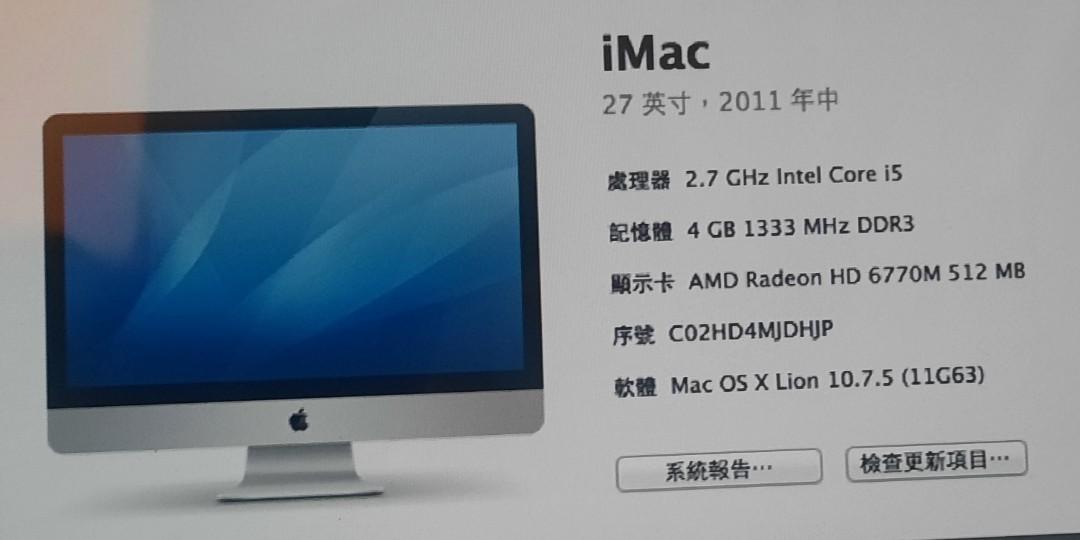 iMac
27 英寸，2011 年中
處理器 2.7 GHz Intel Core i5
記憶體 4 GB 1333 MHz DDR3
顯示卡 AMD Radeon HD 6770M 512 MB
序號 C02HD4MJDHJP
軟體 Mac OS X Lion 10.7.5 (11G63)
系統報告⋯ 檢查更新項目⋯